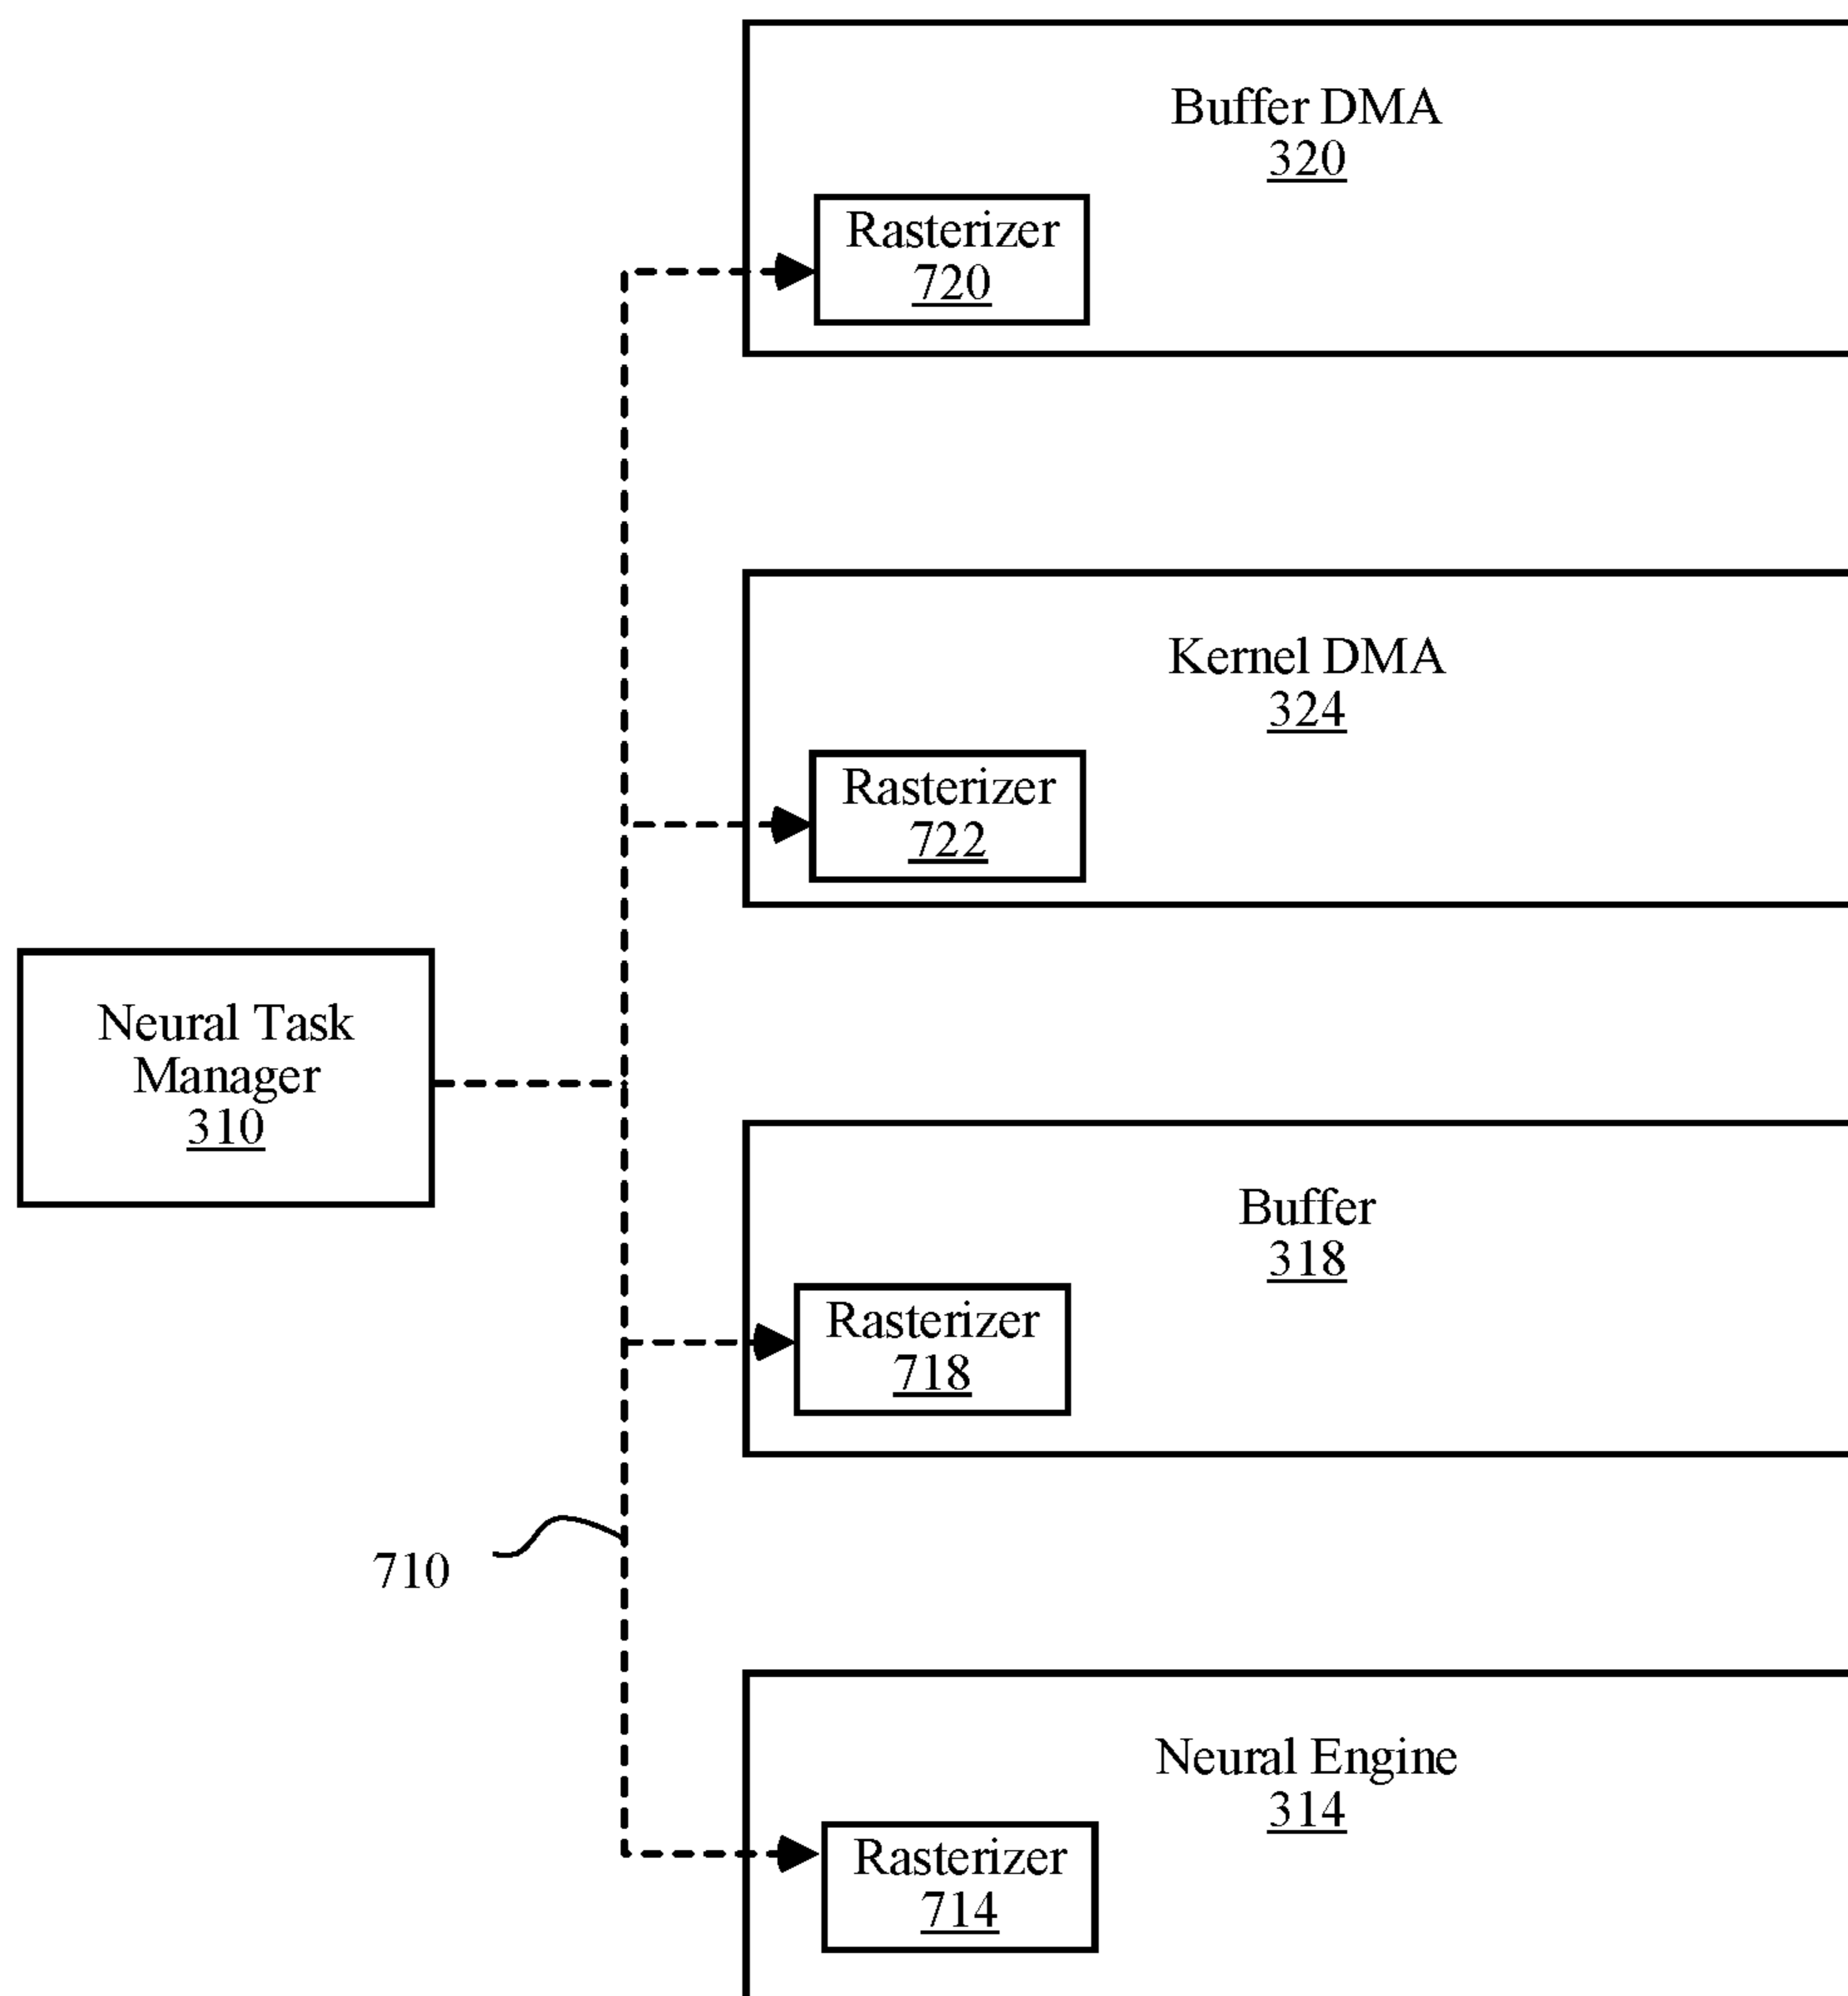 Buffer DMA
320
Rasterizer
720
Kernel DMA
324
Rasterizer
722
Neural Task
Manager
310
Buffer
318
Rasterizer
718
710
Neural Engine
314
Rasterizer
714